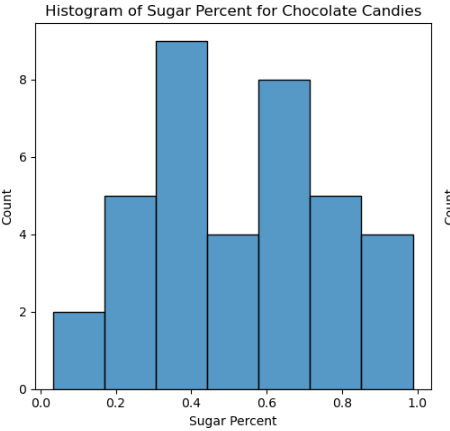 Histogram of Sugar Percent for Chocolate Candies
8
6
4
2
0
Count
0.0 0.2 0.4 0.6 0.8 1.0
Sugar Percent
Count